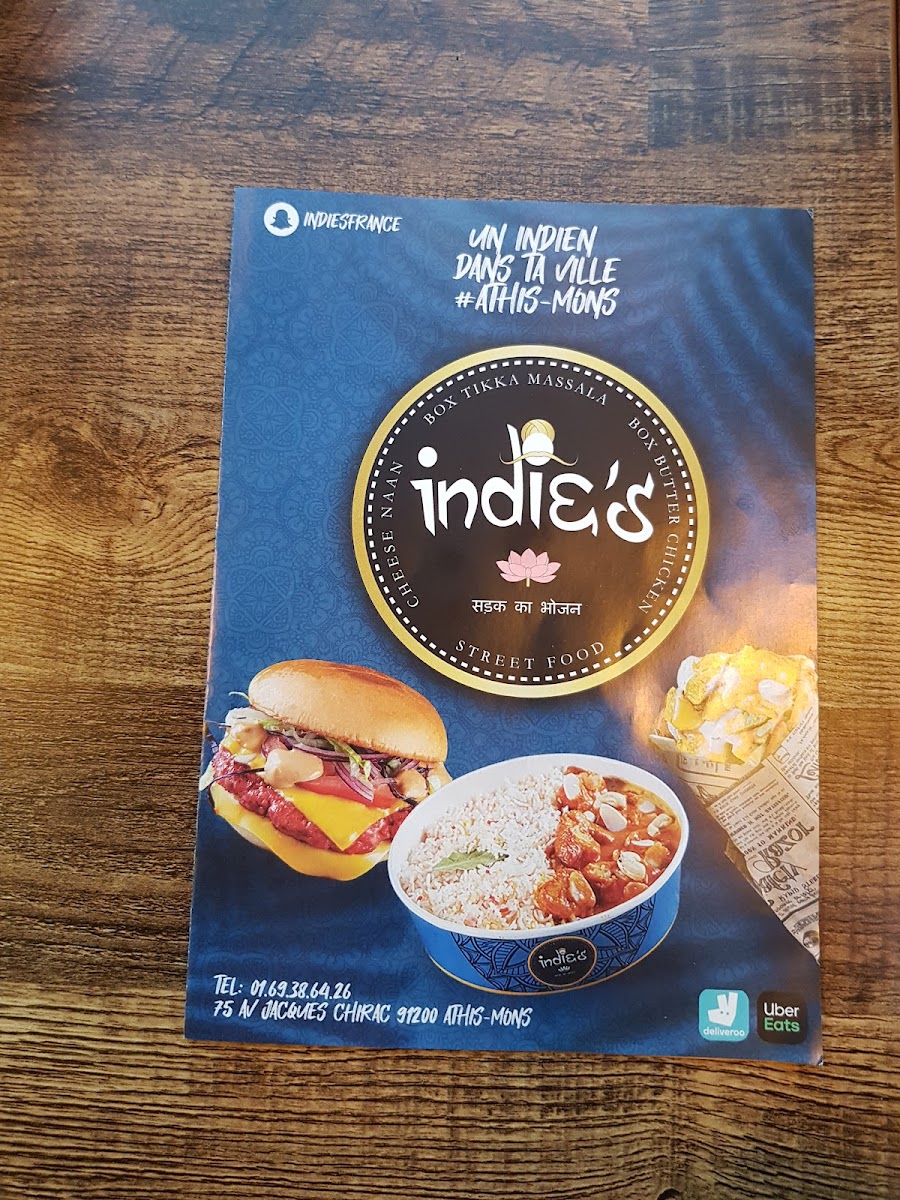 INDIESFRANCE
UN INDIEN
DANS TA VILLE
#ATHIS-MONS
BOX TIKKA MASSALA
BOX BUTTER CHICKEN
CHEESE NAAN
indie's
सड़क का भोजन
STREET FOOD
indie's
TEL: 01.69.38.64.26
75 AV JACQUES CHIRAC 91200 ATHIS-MONS
deliveroo
Uber
Eats